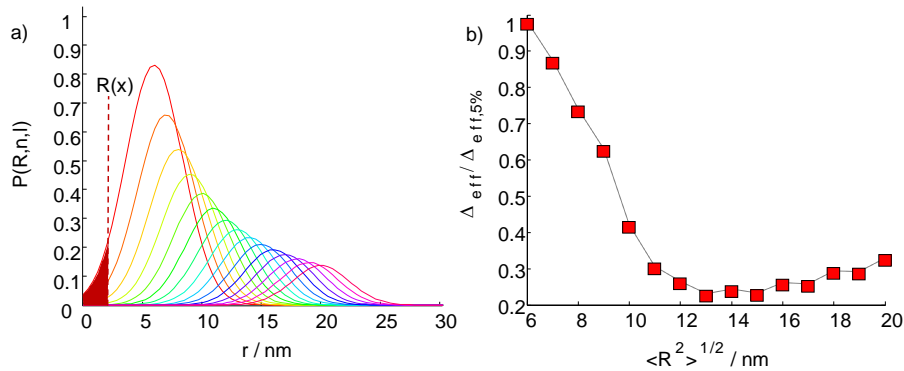 a)
P(R,n,l)
1
0.9
0.8
0.7
0.6
0.5
0.4
0.3
0.2
0.1
0
R(x)
0 5 10 15 20 25 30
r / nm
b)
Δ eff / Δ eff,5%
1
0.9
0.8
0.7
0.6
0.5
0.4
0.3
0.2
6 8 10 12 14 16 18 20
<R²>^1/2 / nm